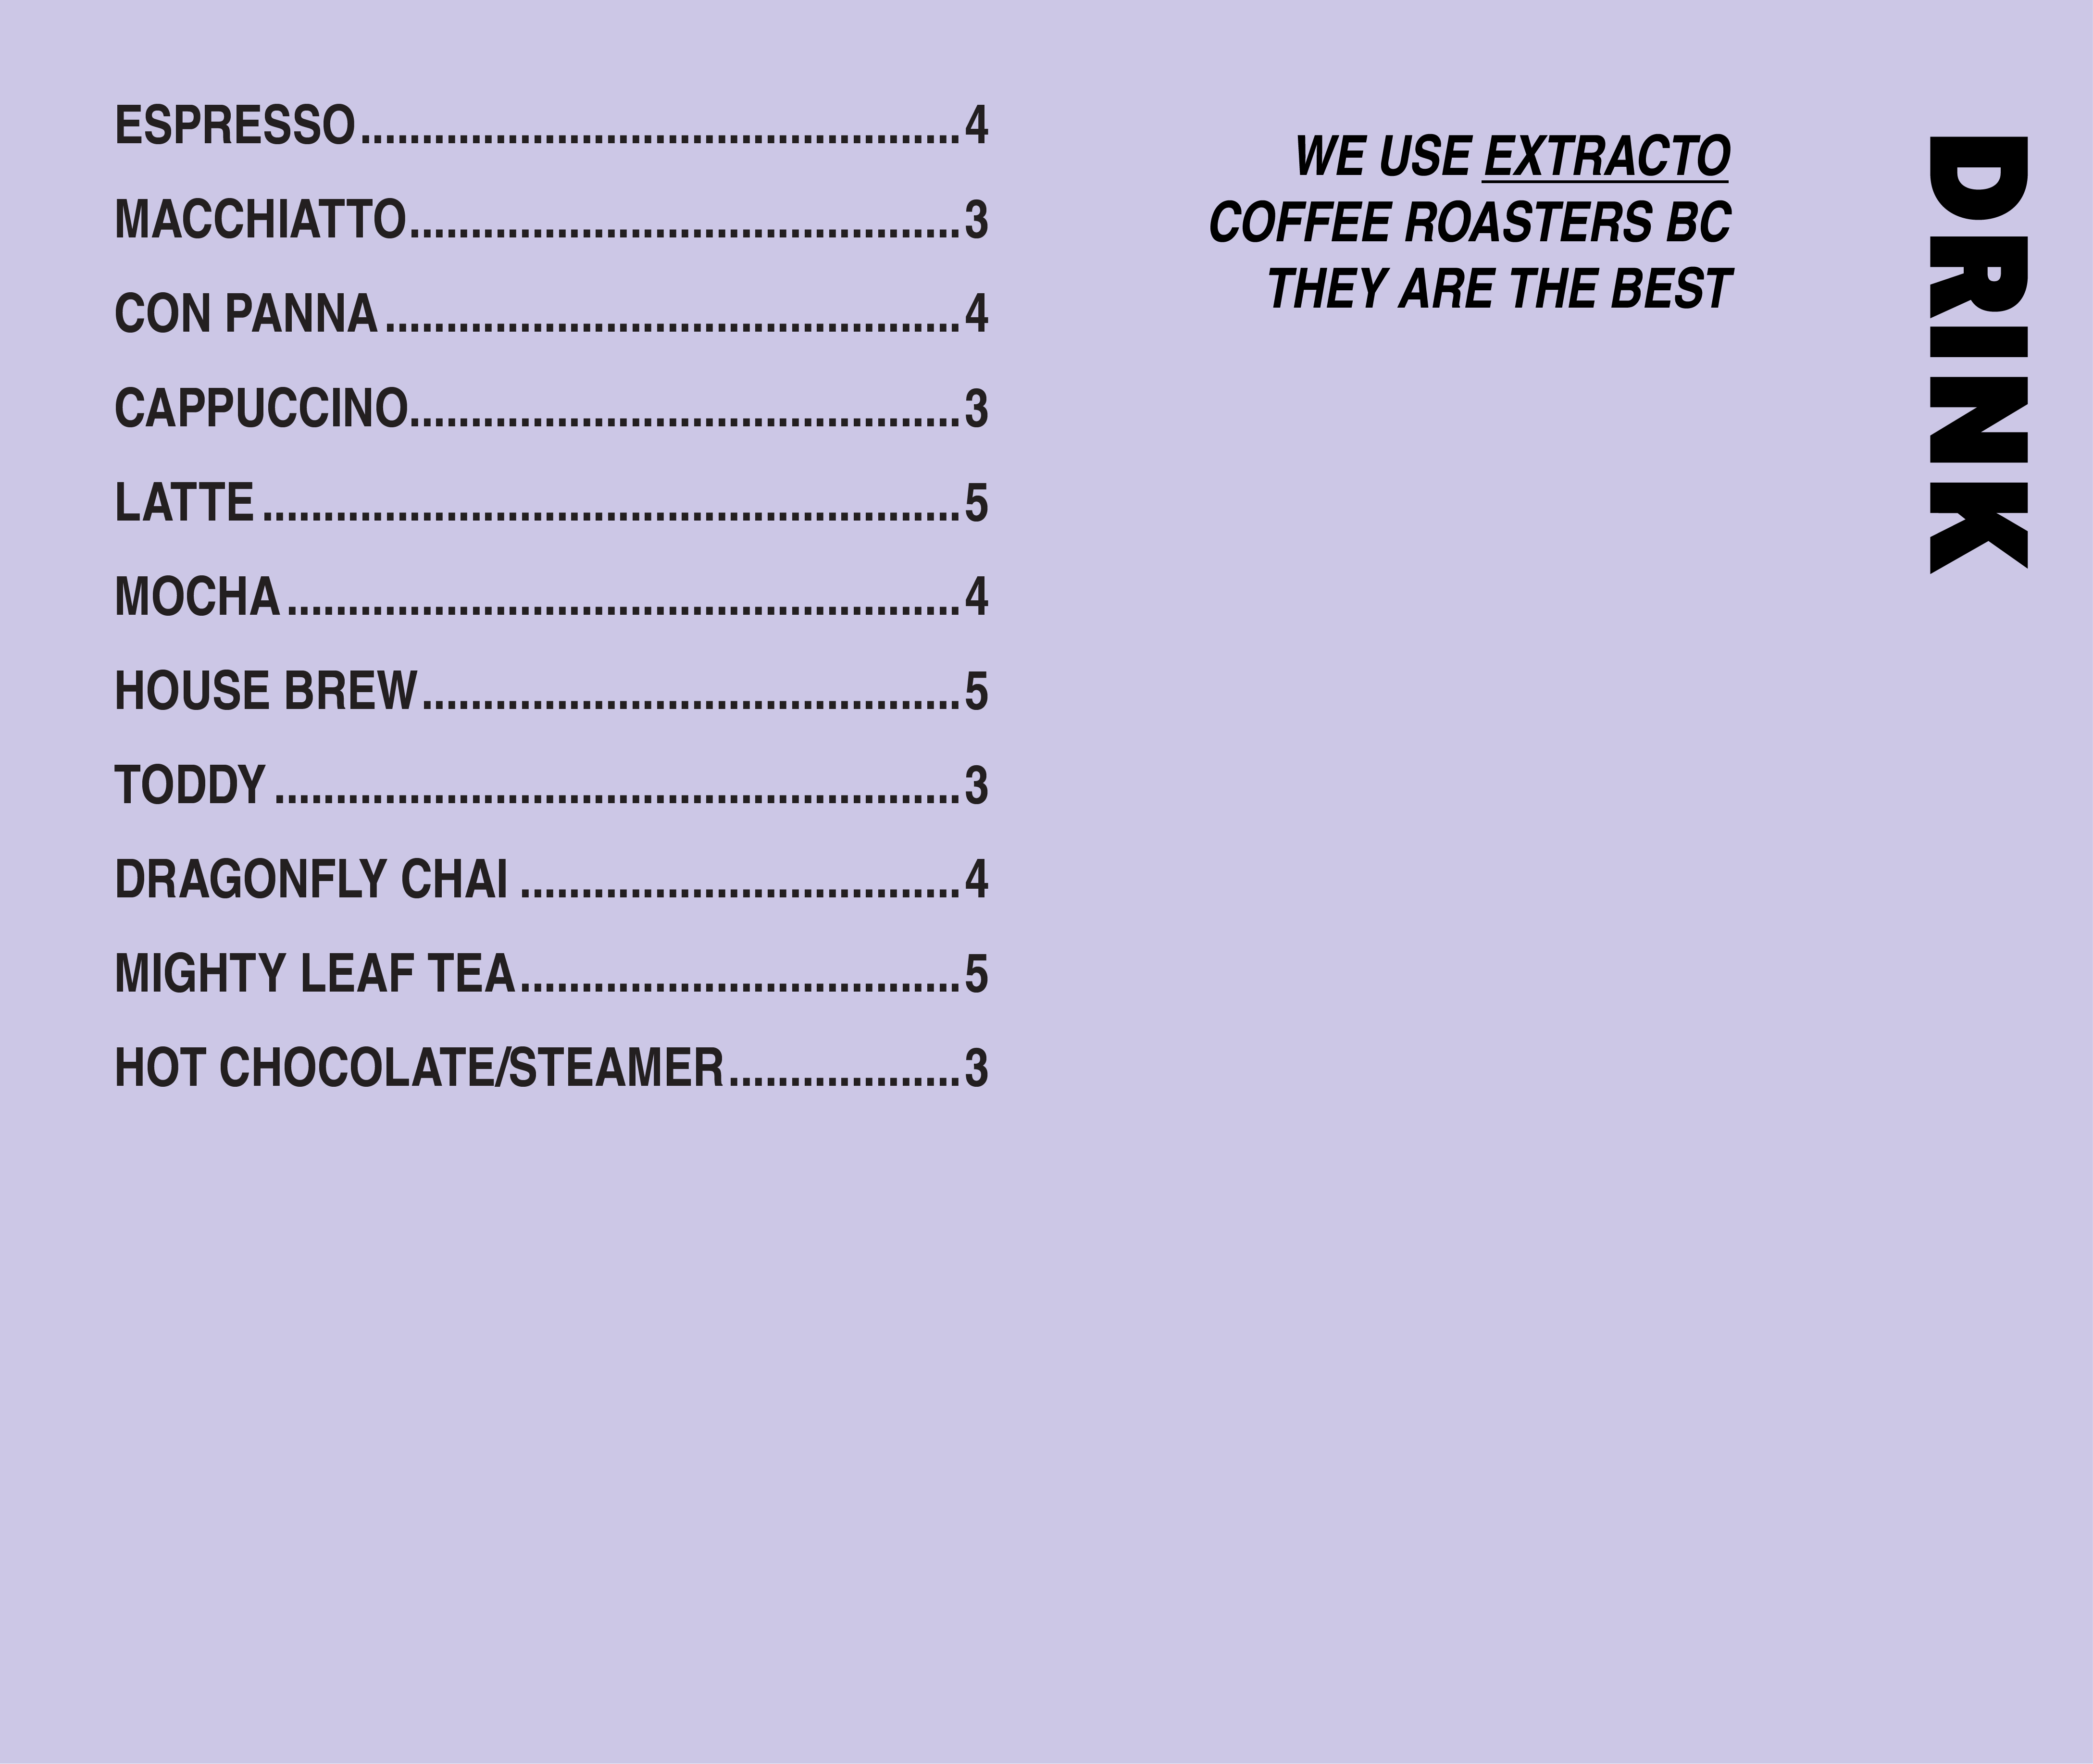 ESPRESSO.................................................4
MACCHIATTO.............................................3
CON PANNA...............................................4
CAPPUCCINO.............................................3
LATTE.........................................................5
MOCHA.......................................................4
HOUSE BREW............................................5
TODDY........................................................3
DRAGONFLY CHAI....................................4
MIGHTY LEAF TEA....................................5
HOT CHOCOLATE/STEAMER...................3
WE USE EXTRACTO
COFFEE ROASTERS BC
THEY ARE THE BEST
DRINK